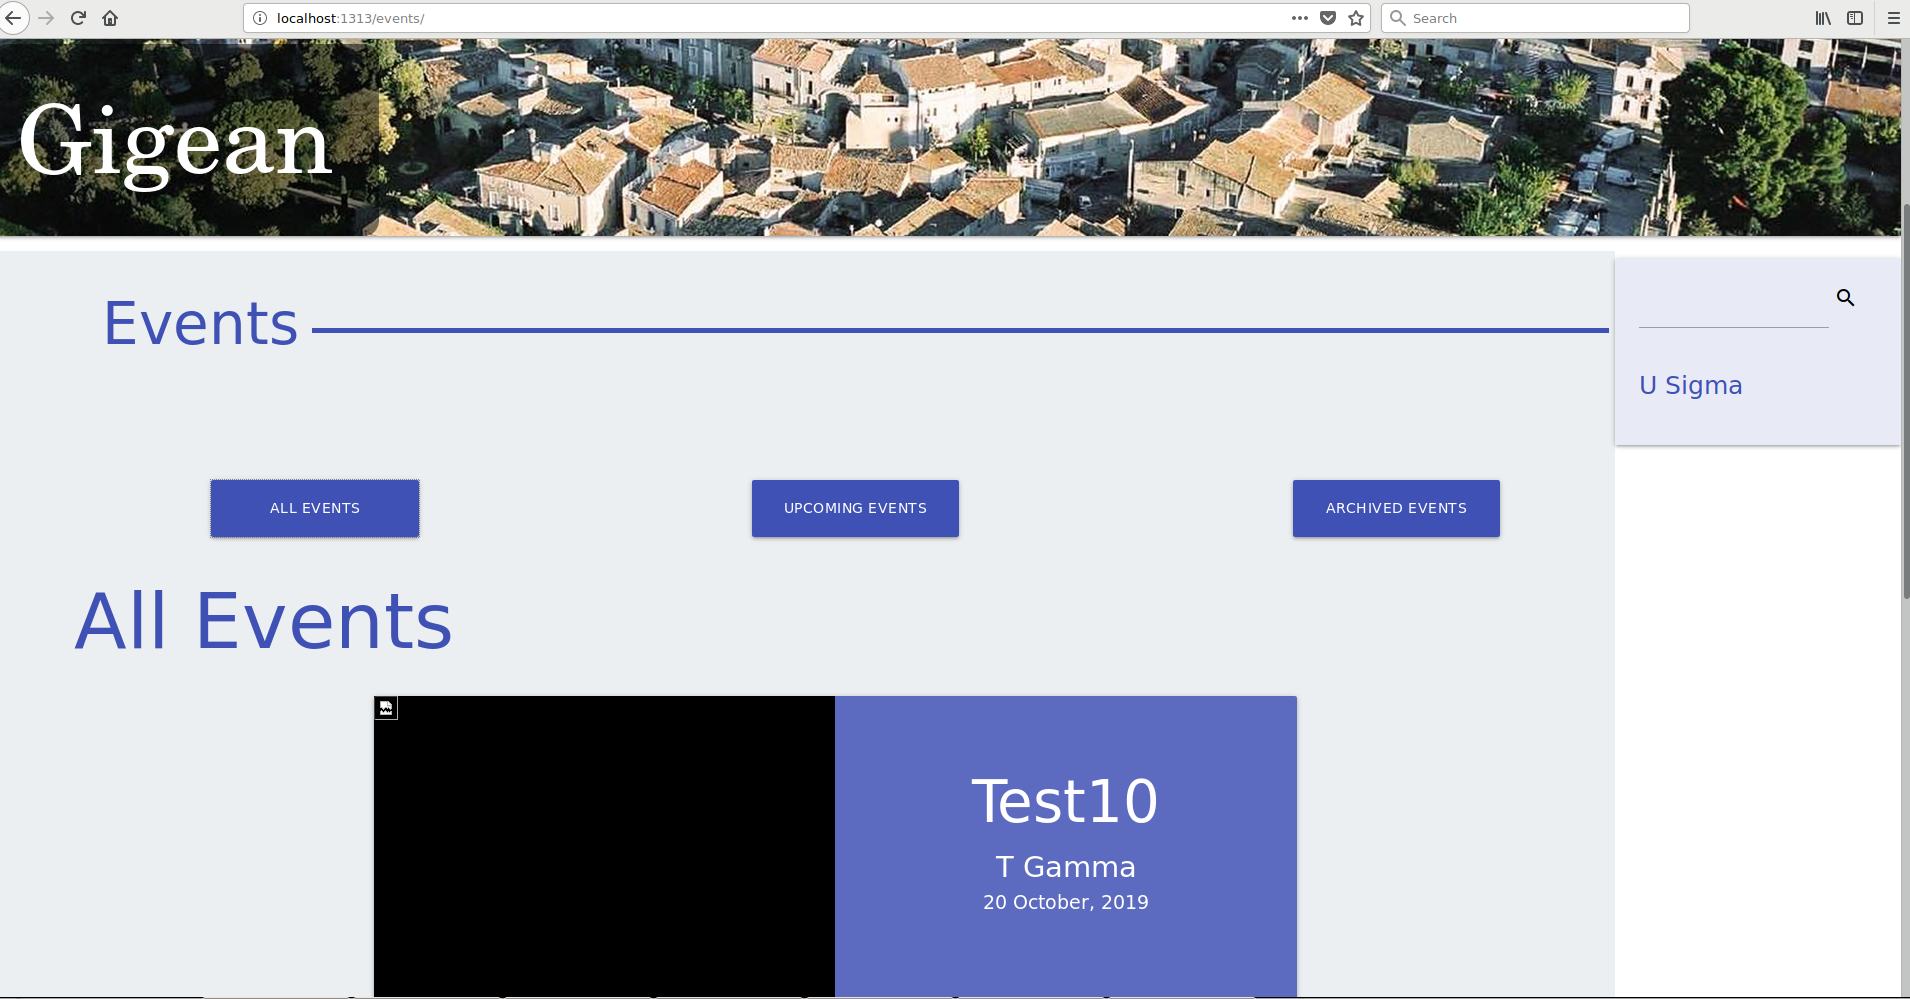 localhost:1313/events/
Search
Gigean
Events
U Sigma
ALL EVENTS
UPCOMING EVENTS
ARCHIVED EVENTS
All Events
Test10
T Gamma
20 October, 2019